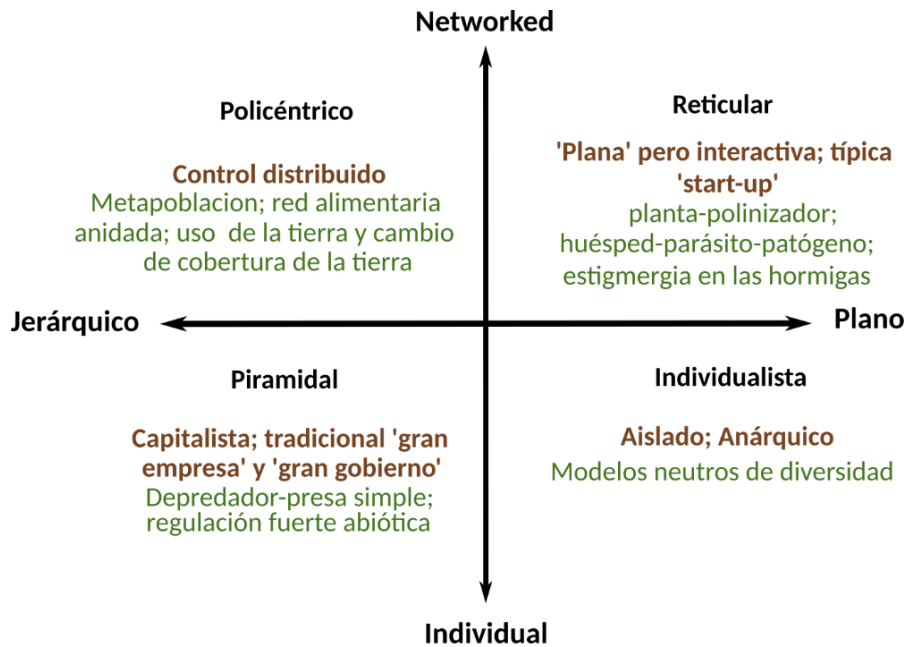 Networked
Policéntrico
Control distribuido
Metapoblacion; red alimentaria
anidada; uso de la tierra y cambio
de cobertura de la tierra
Reticular
'Plana' pero interactiva; típica
'start-up'
planta-polinizador;
huésped-parásito-patógeno;
estigmergia en las hormigas
Jerárquico
Plano
Piramidal
Capitalista; tradicional 'gran
empresa' y 'gran gobierno'
Depredador-presa simple;
regulación fuerte abiótica
Individualista
Aislado; Anárquico
Modelos neutros de diversidad
Individual